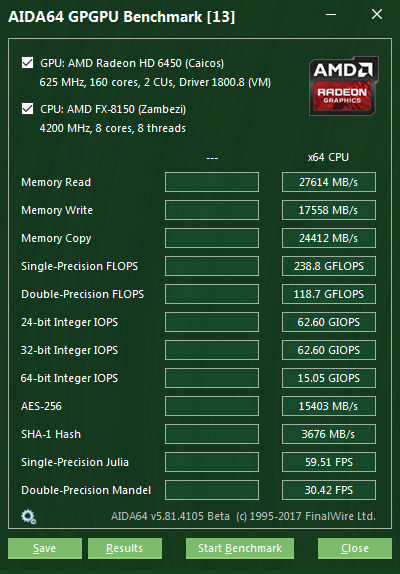 AIDA64 GPGPU Benchmark [13]
GPU: AMD Radeon HD 6450 (Caicos)
625 MHz, 160 cores, 2 CUs, Driver 1800.8 (VM)
CPU: AMD FX-8150 (Zambezi)
4200 MHz, 8 cores, 8 threads
AMD
RADEON
GRAPHICS
--- x64 CPU
Memory Read 27614 MB/s
Memory Write 17558 MB/s
Memory Copy 24412 MB/s
Single-Precision FLOPS 238.8 GFLOPS
Double-Precision FLOPS 118.7 GFLOPS
24-bit Integer IOPS 62.60 GIOPS
32-bit Integer IOPS 62.60 GIOPS
64-bit Integer IOPS 15.05 GIOPS
AES-256 15403 MB/s
SHA-1 Hash 3676 MB/s
Single-Precision Julia 59.51 FPS
Double-Precision Mandel 30.42 FPS
AIDA64 v5.81.4105 Beta (c) 1995-2017 FinalWire Ltd.
Save Results Start Benchmark Close